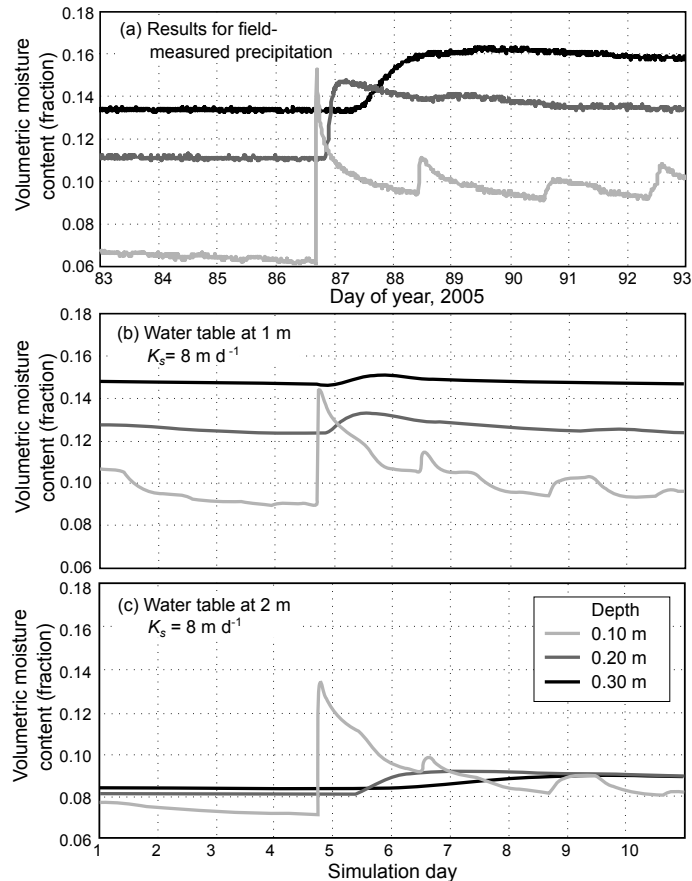 (a) Results for field-
measured precipitation
Volumetric moisture
content (fraction)
0.18
0.16
0.14
0.12
0.10
0.08
0.06
83 84 85 86 87 88 89 90 91 92 93
Day of year, 2005
(b) Water table at 1 m
Ks= 8 m d -1
Volumetric moisture
content (fraction)
0.18
0.16
0.14
0.12
0.10
0.08
0.06
(c) Water table at 2 m
Ks = 8 m d-1
Volumetric moisture
content (fraction)
0.18
0.16
0.14
0.12
0.10
0.08
0.06
Depth
0.10 m
0.20 m
0.30 m
1 2 3 4 5 6 7 8 9 10
Simulation day